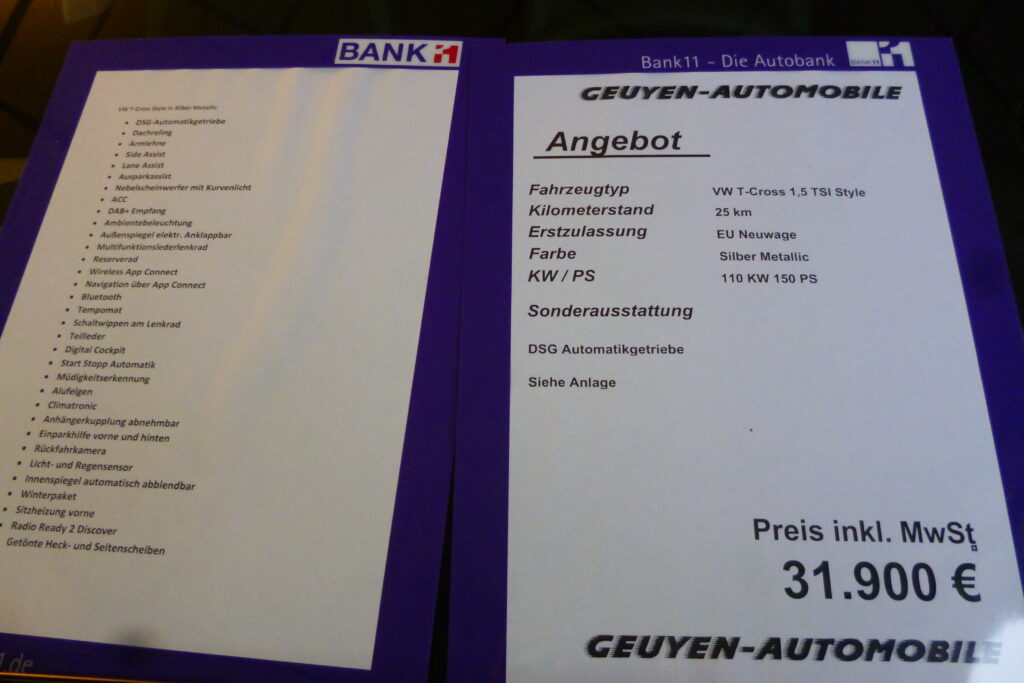 BANK 11
VW T-Cross Style in Silber Metallic
• DSG-Automatikgetriebe
• Dachreling
• Armlehne
• Side Assist
• Lane Assist
• Ausparkassist
• Nebelscheinwerfer mit Kurvenlicht
• ACC
• DAB+ Empfang
• Ambientebeleuchtung
• Außenspiegel elektr. Anklappbar
• Multifunktionslederlenkrad
• Reserverad
• Wireless App Connect
• Navigation über App Connect
• Bluetooth
• Tempomat
• Schaltwippen am Lenkrad
• Teilleder
• Digital Cockpit
• Start Stopp Automatik
• Müdigkeitserkennung
• Alufelgen
• Climatronic
• Anhängerkupplung abnehmbar
• Einparkhilfe vorne und hinten
• Rückfahrkamera
• Licht- und Regensensor
• Innenspiegel automatisch abblendbar
• Winterpaket
• Sitzheizung vorne
• Radio Ready 2 Discover
Getönte Heck- und Seitenscheiben
1.de
Bank11 - Die Autobank
BANK11 11
GEUYEN-AUTOMOBILE
Angebot
Fahrzeugtyp VW T-Cross 1,5 TSI Style
Kilometerstand 25 km
Erstzulassung EU Neuwage
Farbe Silber Metallic
KW / PS 110 KW 150 PS
Sonderausstattung
DSG Automatikgetriebe
Siehe Anlage
Preis inkl. MwSt
31.900 €
GEUYEN-AUTOMOBILE